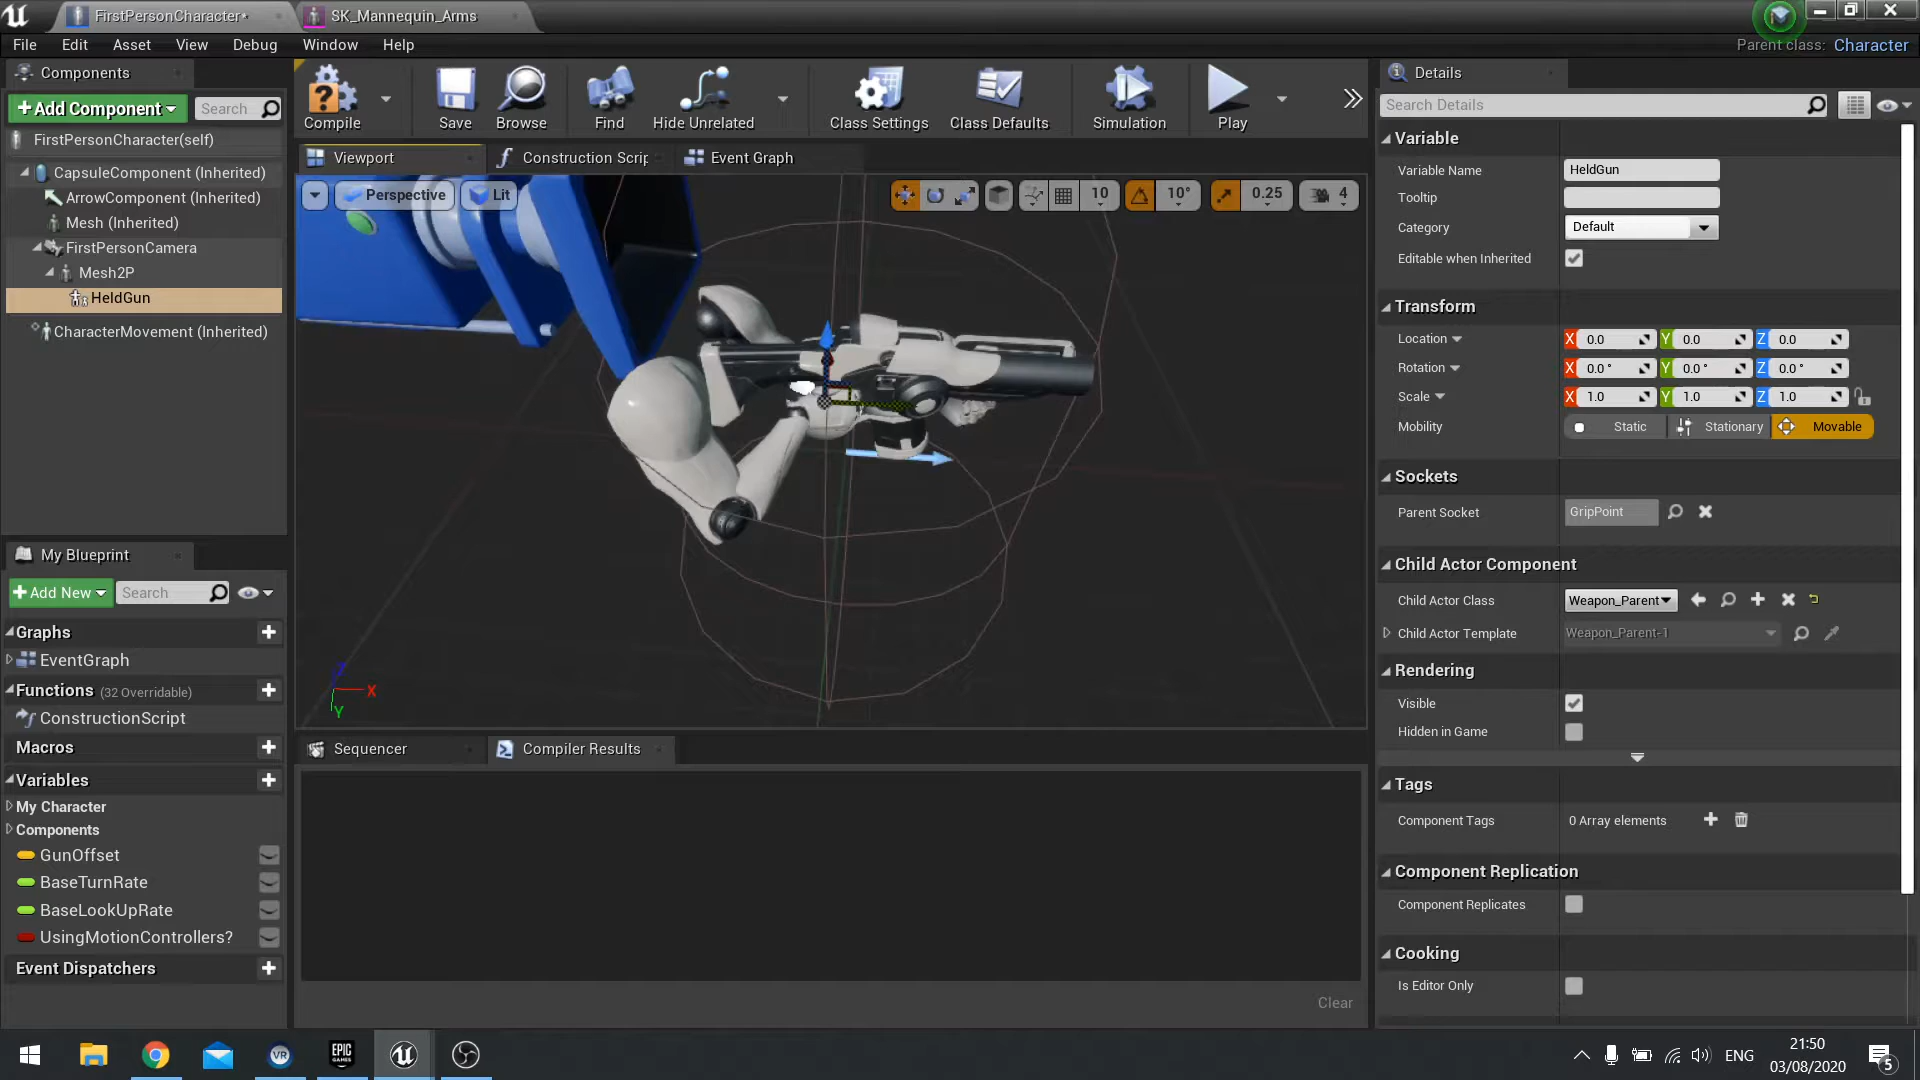 FirstPersonCharacter*
SK_Mannequin_Arms
File
Edit
Asset
View
Debug
Window
Help
Parent class: Character
Components
+Add Component
Search
FirstPersonCharacter(self)
CapsuleComponent (Inherited)
ArrowComponent (Inherited)
Mesh (Inherited)
FirstPersonCamera
Mesh2P
HeldGun
CharacterMovement (Inherited)
My Blueprint
+Add New
Search
Graphs
EventGraph
Functions (32 Overridable)
ConstructionScript
Macros
Variables
My Character
Components
GunOffset
BaseTurnRate
BaseLookUpRate
UsingMotionControllers?
Event Dispatchers
Compile
Save
Browse
Find
Hide Unrelated
Class Settings
Class Defaults
Simulation
Play
Viewport
Construction Scrip
Event Graph
Perspective
Lit
10
10°
0.25
4
Z
X
Y
Sequencer
Compiler Results
Clear
Details
Search Details
Variable
Variable Name HeldGun
Tooltip
Category Default
Editable when Inherited
Transform
Location X 0.0 Y 0.0 Z 0.0
Rotation X 0.0 ° Y 0.0 ° Z 0.0 °
Scale X 1.0 Y 1.0 Z 1.0
Mobility Static Stationary Movable
Sockets
Parent Socket GripPoint
Child Actor Component
Child Actor Class Weapon_Parent
Child Actor Template Weapon_Parent-1
Rendering
Visible
Hidden in Game
Tags
Component Tags 0 Array elements
Component Replication
Component Replicates
Cooking
Is Editor Only
VR
EPIC
GAMES
ENG
21:50
03/08/2020
5